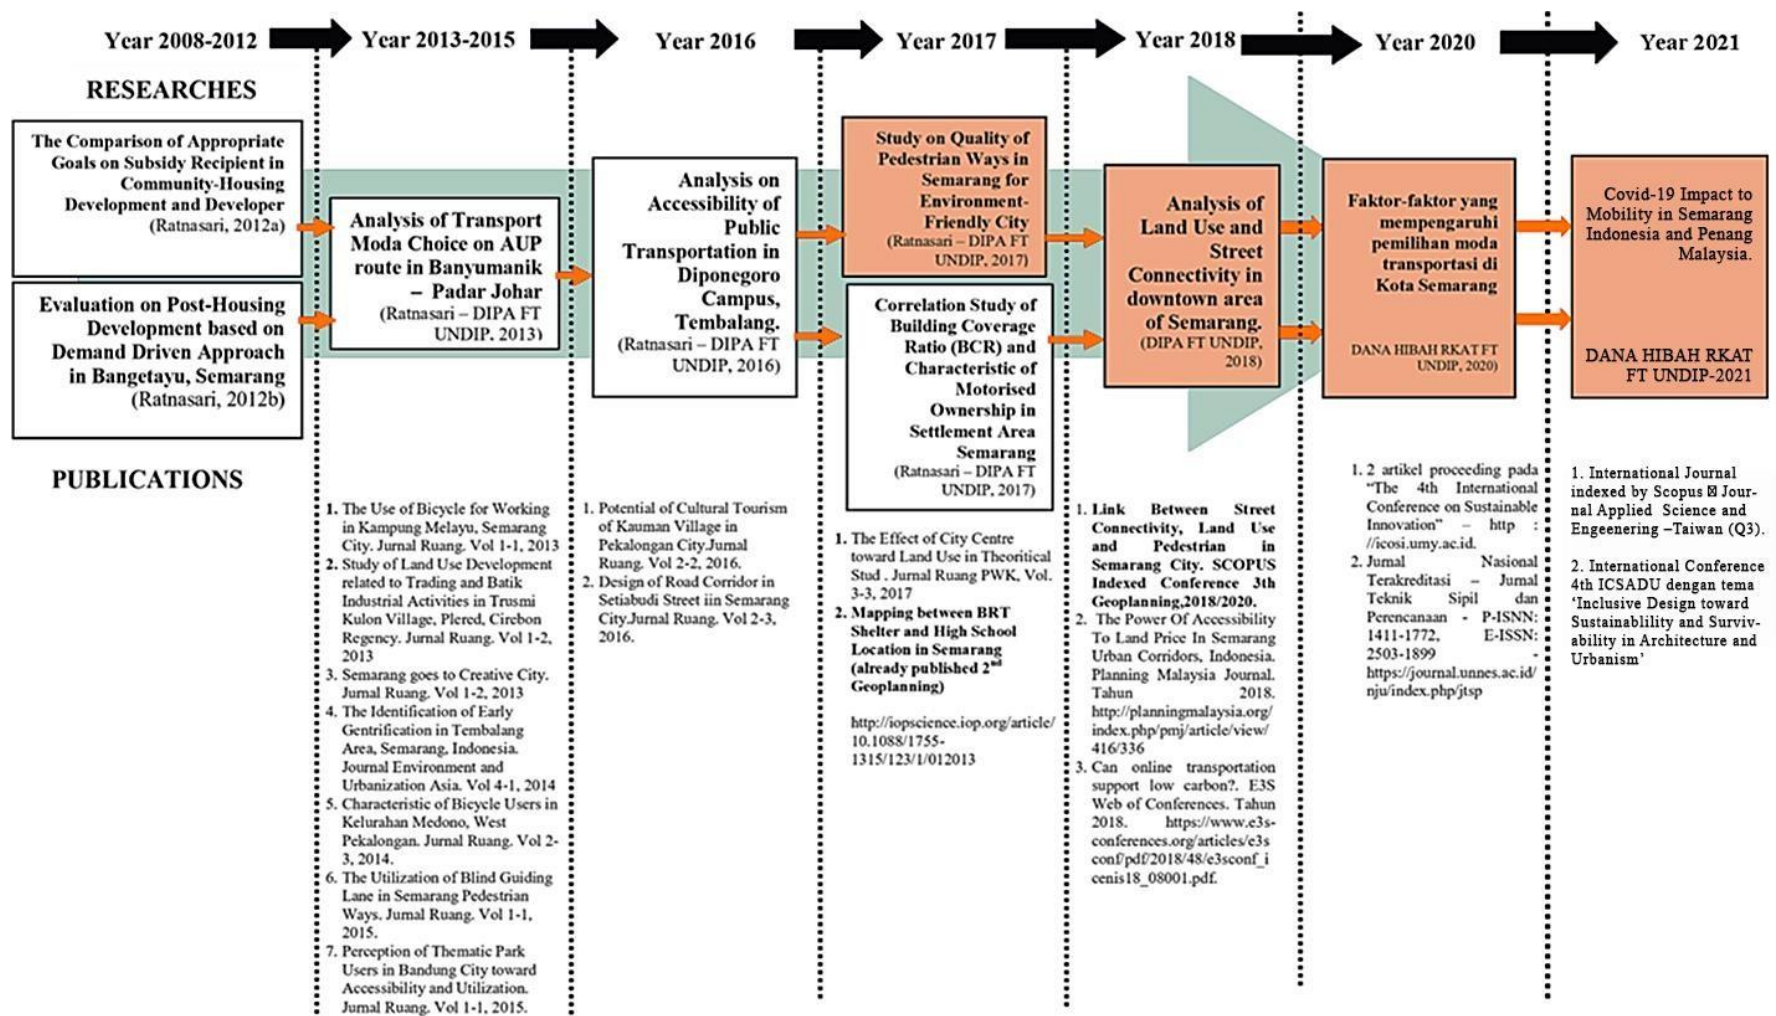 Year 2008-2012
Year 2013-2015
Year 2016
Year 2017
Year 2018
Year 2020
Year 2021
RESEARCHES
The Comparison of Appropriate
Goals on Subsidy Recipient in
Community-Housing
Development and Developer
(Ratnasari, 2012a)
Evaluation on Post-Housing
Development based on
Demand Driven Approach
in Bangetayu, Semarang
(Ratnasari, 2012b)
Analysis of Transport
Moda Choice on AUP
route in Banyumanik
– Padar Johar
(Ratnasari – DIPA FT
UNDIP, 2013)
Analysis on
Accessibility of
Public
Transportation in
Diponegoro
Campus,
Tembalang.
(Ratnasari – DIPA FT
UNDIP, 2016)
Study on Quality of
Pedestrian Ways in
Semarang for
Environment-
Friendly City
(Ratnasari – DIPA FT
UNDIP, 2017)
Correlation Study of
Building Coverage
Ratio (BCR) and
Characteristic of
Motorised
Ownership in
Settlement Area
Semarang
(Ratnasari – DIPA FT
UNDIP, 2017)
Analysis of
Land Use and
Street
Connectivity in
downtown area
of Semarang.
(DIPA FT UNDIP,
2018)
Faktor-faktor yang
mempengaruhi
pemilihan moda
transportasi di
Kota Semarang
DANA HIBAH RKAT FT
UNDIP, 2020)
Covid-19 Impact to
Mobility in Semarang
Indonesia and Penang
Malaysia.
DANA HIBAH RKAT
FT UNDIP-2021
PUBLICATIONS
1. The Use of Bicycle for Working
in Kampung Melayu, Semarang
City. Jurnal Ruang. Vol 1-1, 2013
2. Study of Land Use Development
related to Trading and Batik
Industrial Activities in Trusmi
Kulon Village, Plered, Cirebon
Regency. Jurnal Ruang. Vol 1-2,
2013
3. Semarang goes to Creative City.
Jurnal Ruang. Vol 1-2, 2013
4. The Identification of Early
Gentrification in Tembalang
Area, Semarang, Indonesia.
Journal Environment and
Urbanization Asia. Vol 4-1, 2014
5. Characteristic of Bicycle Users in
Kelurahan Medono, West
Pekalongan. Jurnal Ruang. Vol 2-
3, 2014.
6. The Utilization of Blind Guiding
Lane in Semarang Pedestrian
Ways. Jurnal Ruang. Vol 1-1,
2015.
7. Perception of Thematic Park
Users in Bandung City toward
Accessibility and Utilization.
Jurnal Ruang. Vol 1-1, 2015.
1. Potential of Cultural Tourism
of Kauman Village in
Pekalongan City.Jurnal
Ruang. Vol 2-2, 2016.
2. Design of Road Corridor in
Setiabudi Street iin Semarang
City.Jurnal Ruang. Vol 2-3,
2016.
1. The Effect of City Centre
toward Land Use in Theoritical
Stud . Jurnal Ruang PWK, Vol.
3-3, 2017
2. Mapping between BRT
Shelter and High School
Location in Semarang
(already published 2nd
Geoplanning)
http://iopscience.iop.org/article/
10.1088/1755-
1315/123/1/012013
1. Link Between Street
Connectivity, Land Use
and Pedestrian in
Semarang City. SCOPUS
Indexed Conference 3th
Geoplanning,2018/2020.
2. The Power Of Accessibility
To Land Price In Semarang
Urban Corridors, Indonesia.
Planning Malaysia Journal.
Tahun 2018.
http://planningmalaysia.org/
index.php/pmj/article/view/
416/336
3. Can online transportation
support low carbon?. E3S
Web of Conferences. Tahun
2018. https://www.e3s-
conferences.org/articles/e3s
conf/pdf/2018/48/e3sconf_i
cenis18_08001.pdf.
1. 2 artikel proceeding pada
“The 4th International
Conference on Sustainable
Innovation” – http :
//icosi.umy.ac.id.
2. Jurnal Nasional
Terakreditasi – Jurnal
Teknik Sipil dan
Perencanaan - P-ISNN:
1411-1772, E-ISSN:
2503-1899 -
https://journal.unnes.ac.id/
nju/index.php/jtsp
1. International Journal
indexed by Scopus Jour-
nal Applied Science and
Engeenering –Taiwan (Q3).
2. International Conference
4th ICSADU dengan tema
‘Inclusive Design toward
Sustainablility and Surviv-
ability in Architecture and
Urbanism’